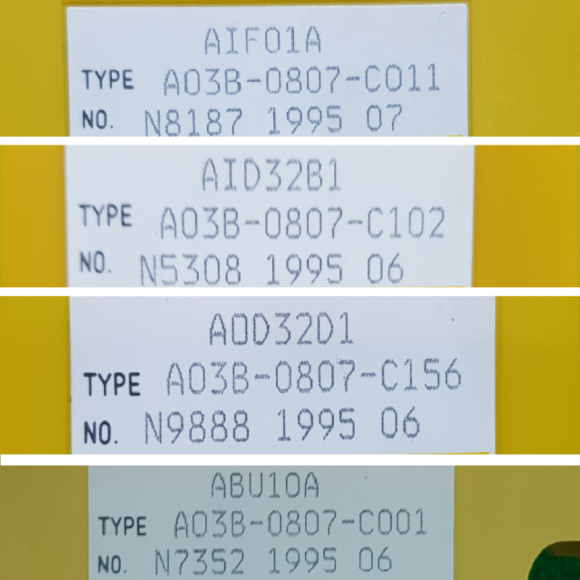 AIF01A
TYPE A03B-0807-C011
NO. N8187 1995 07
AID32B1
TYPE A03B-0807-C102
NO. N5308 1995 06
AOD32D1
TYPE A03B-0807-C156
NO. N9888 1995 06
ABU10A
TYPE A03B-0807-C001
NO. N7352 1995 06